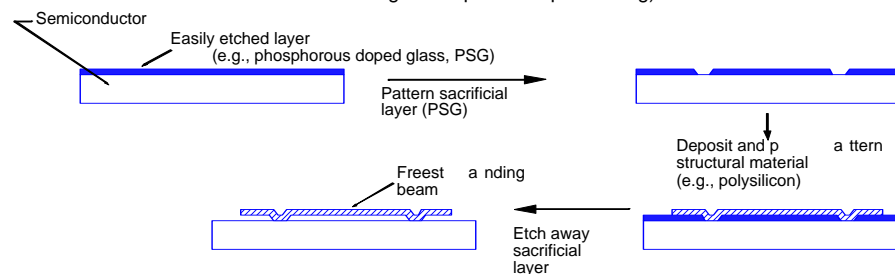 Semiconductor
Easily etched layer
(e.g., phosphorous doped glass, PSG)
Pattern sacrificial
layer (PSG)
Deposit and p a ttern
structural material
(e.g., polysilicon)
Freest a nding
beam
Etch away
sacrificial
layer